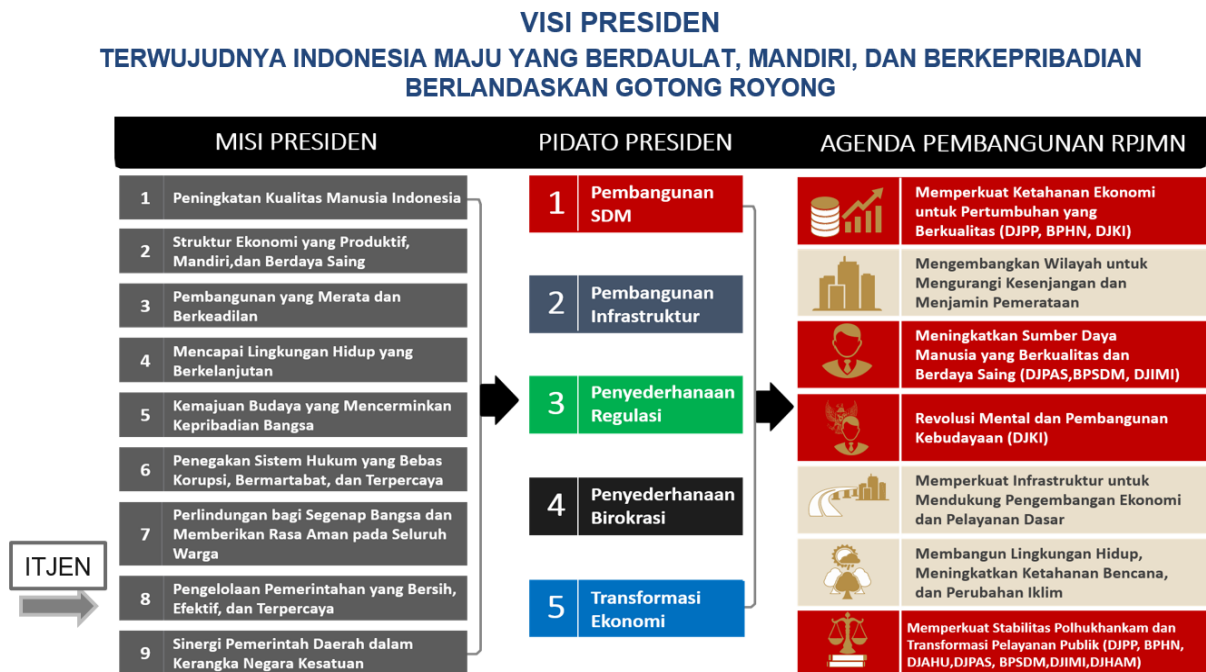 VISI PRESIDEN
TERWUJUDNYA INDONESIA MAJU YANG BERDAULAT, MANDIRI, DAN BERKEPRIBADIAN
BERLANDASKAN GOTONG ROYONG
MISI PRESIDEN
1
Peningkatan Kualitas Manusia Indonesia
2
Struktur Ekonomi yang Produktif,
Mandiri,dan Berdaya Saing
3
Pembangunan yang Merata dan
Berkeadilan
4
Mencapai Lingkungan Hidup yang
Berkelanjutan
5
Kemajuan Budaya yang Mencerminkan
Kepribadian Bangsa
6
Penegakan Sistem Hukum yang Bebas
Korupsi, Bermartabat, dan Terpercaya
7
Perlindungan bagi Segenap Bangsa dan
Memberikan Rasa Aman pada Seluruh
Warga
ITJEN
8
Pengelolaan Pemerintahan yang Bersih,
Efektif, dan Terpercaya
9
Sinergi Pemerintah Daerah dalam
Kerangka Negara Kesatuan
PIDATO PRESIDEN
1
Pembangunan
SDM
2
Pembangunan
Infrastruktur
3
Penyederhanaan
Regulasi
4
Penyederhanaan
Birokrasi
5
Transformasi
Ekonomi
AGENDA PEMBANGUNAN RPJMN
Memperkuat Ketahanan Ekonomi
untuk Pertumbuhan yang
Berkualitas (DJPP, BPHN, DJKI)
Mengembangkan Wilayah untuk
Mengurangi Kesenjangan dan
Menjamin Pemerataan
Meningkatkan Sumber Daya
Manusia yang Berkualitas dan
Berdaya Saing (DJPAS,BPSDM, DJIMI)
Revolusi Mental dan Pembangunan
Kebudayaan (DJKI)
Memperkuat Infrastruktur untuk
Mendukung Pengembangan Ekonomi
dan Pelayanan Dasar
Membangun Lingkungan Hidup,
Meningkatkan Ketahanan Bencana,
dan Perubahan Iklim
Memperkuat Stabilitas Polhukhankam dan
Transformasi Pelayanan Publik (DJPP, BPHN,
DJAHU,DJPAS, BPSDM,DJIMI,DJHAM)